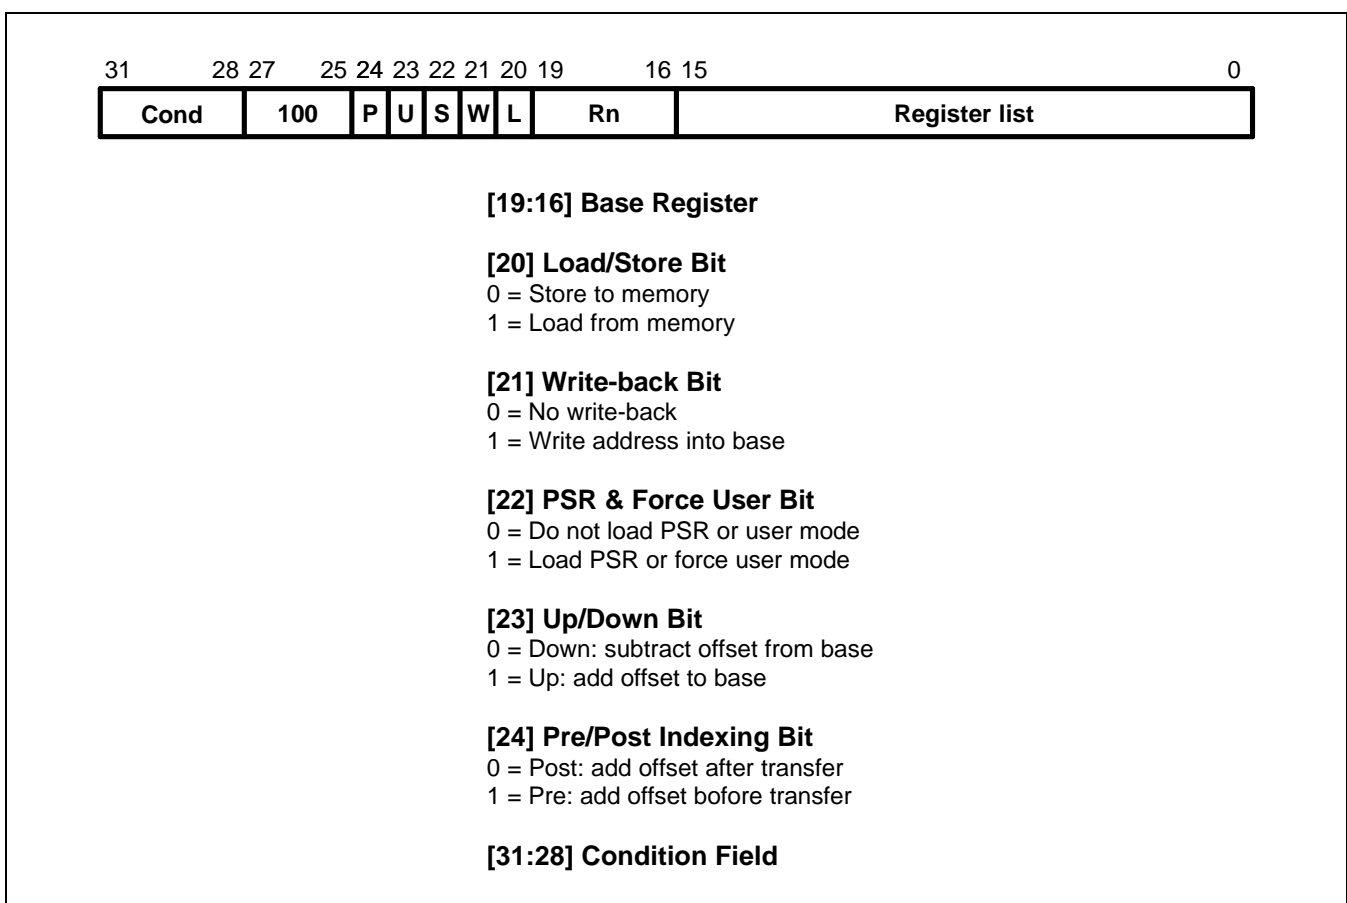 31 28 27 25 24 23 22 21 20 19 16 15 0
Cond 100 P U S W L Rn Register list
[19:16] Base Register
[20] Load/Store Bit
0 = Store to memory
1 = Load from memory
[21] Write-back Bit
0 = No write-back
1 = Write address into base
[22] PSR & Force User Bit
0 = Do not load PSR or user mode
1 = Load PSR or force user mode
[23] Up/Down Bit
0 = Down: subtract offset from base
1 = Up: add offset to base
[24] Pre/Post Indexing Bit
0 = Post: add offset after transfer
1 = Pre: add offset bofore transfer
[31:28] Condition Field